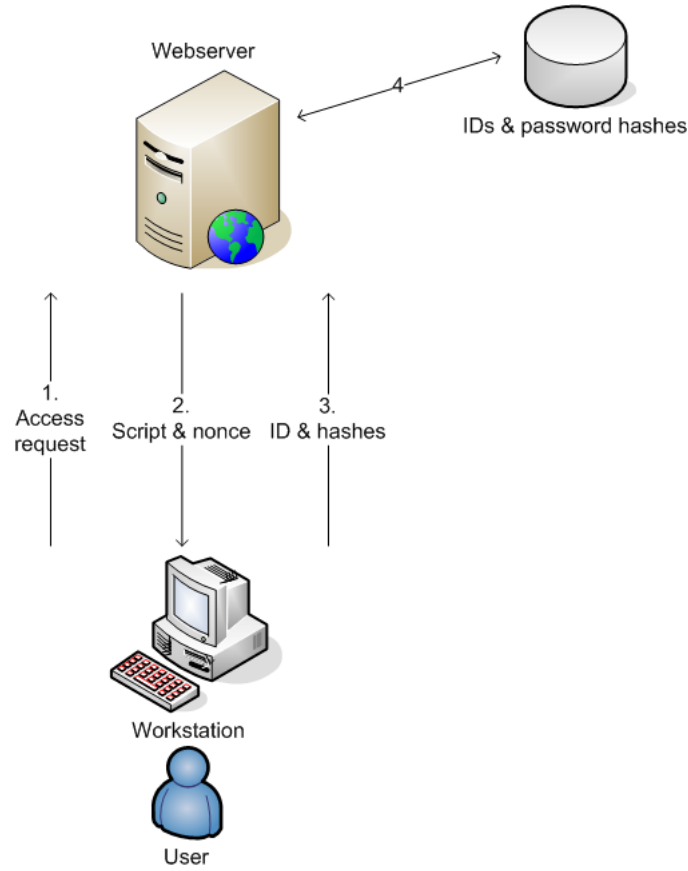 Webserver
4
IDs & password hashes
1.
Access
request
2.
Script & nonce
3.
ID & hashes
Workstation
User